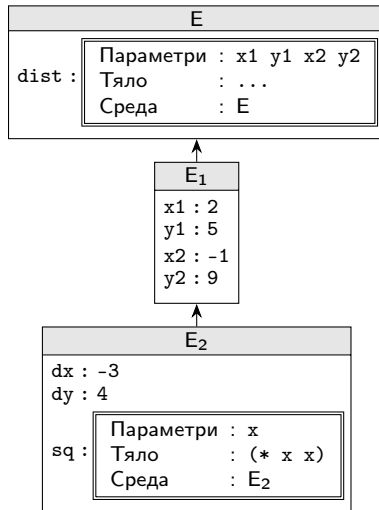 E
dist :
Параметри : x1 y1 x2 y2
Тяло : ...
Среда : E
E₁
x1 : 2
y1 : 5
x2 : -1
y2 : 9
E₂
dx : -3
dy : 4
sq :
Параметри : x
Тяло : (* x x)
Среда : E₂